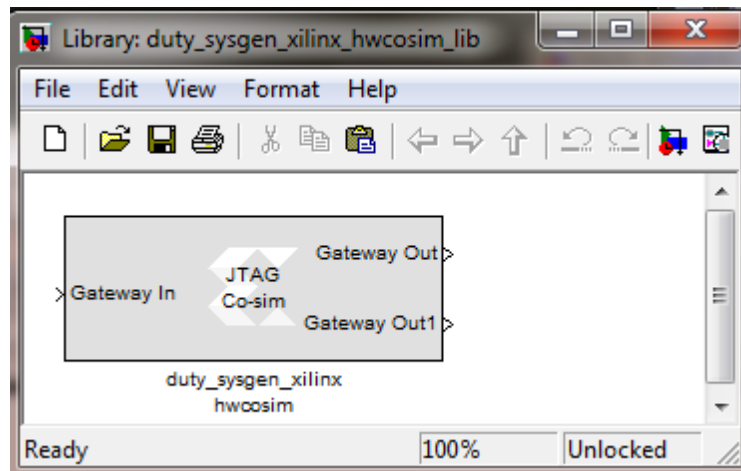 Library: duty_sysgen_xilinx_hwcosim_lib
File Edit View Format Help
Gateway Out
JTAG
Gateway In
Co-sim
Gateway Out1
duty_sysgen_xilinx
hwcosim
Ready 100% Unlocked